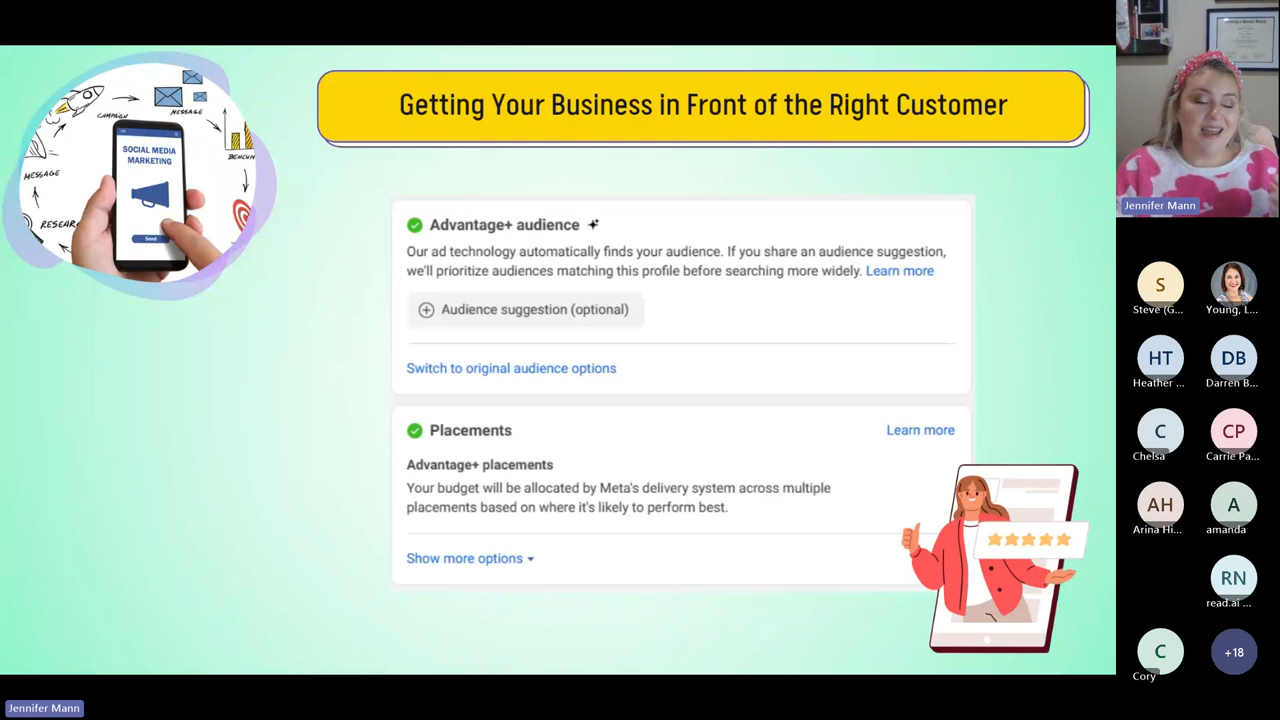 Getting Your Business in Front of the Right Customer
CAMPAIGN
MESSAGE
BENCHM
MESSAGE
RESEARC
SOCIAL MEDIA
MARKETING
Send
Advantage+ audience
Our ad technology automatically finds your audience. If you share an audience suggestion,
we'll prioritize audiences matching this profile before searching more widely. Learn more
Audience suggestion (optional)
Switch to original audience options
Placements
Learn more
Advantage+ placements
Your budget will be allocated by Meta's delivery system across multiple
placements based on where it's likely to perform best.
Show more options
Jennifer Mann
S
Steve (G...
Young, L...
HT
Heather ...
DB
Darren B...
C
Chelsa
CP
Carrie Pa...
AH
Arina Hi...
A
amanda
RN
read.ai ...
C
Cory
+18
Jennifer Mann